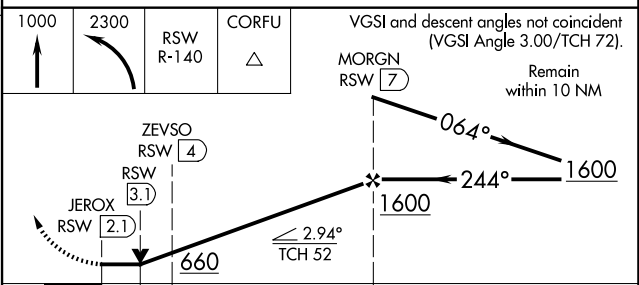 1000
2300
RSW
R-140
CORFU
VGSI and descent angles not coincident
(VGSI Angle 3.00/TCH 72).
MORGN
RSW 7
Remain
within 10 NM
064°
1600
244°
1600
ZEVSO
RSW 4
RSW
3.1
JEROX
RSW 2.1
660
2.94°
TCH 52